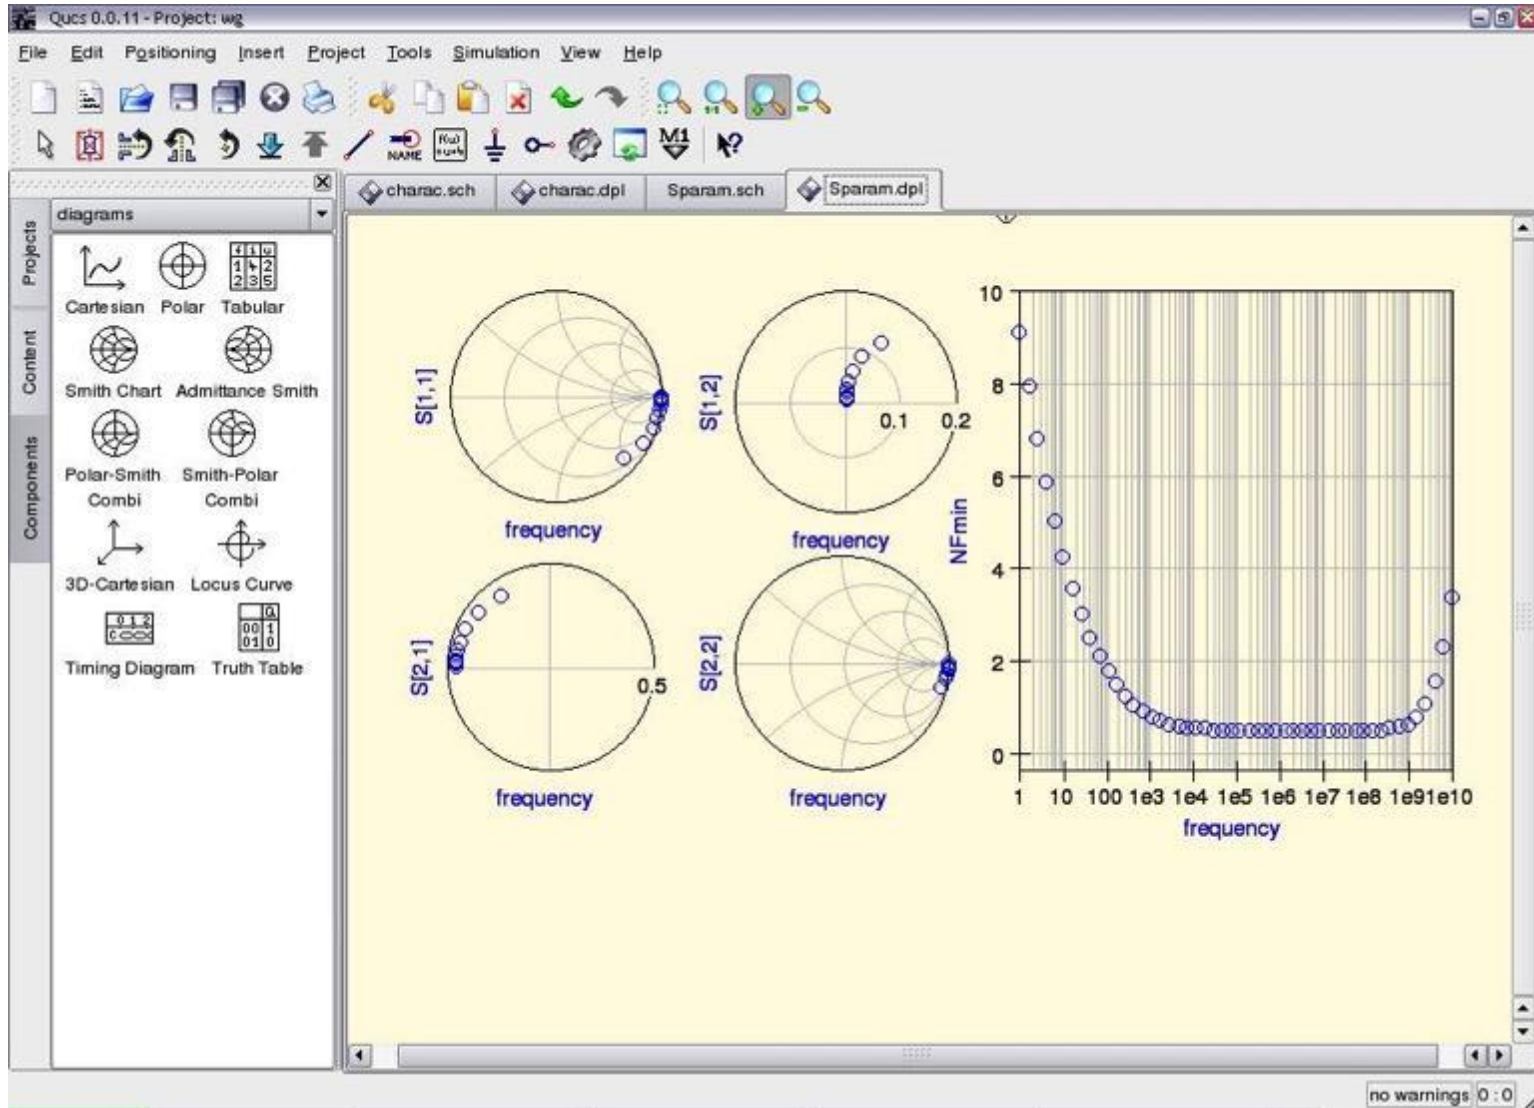 Qucs 0.0.11 - Project: wg
File Edit Positioning Insert Project Tools Simulation View Help
NAME
M1
charac.sch charac.dpl Sparam.sch Sparam.dpl
Projects
Content
Components
diagrams
Cartesian Polar Tabular
Smith Chart Admittance Smith
Polar-Smith Combi Smith-Polar Combi
3D-Cartesian Locus Curve
Timing Diagram Truth Table
S[1,1]
frequency
S[1,2]
0.1 0.2
frequency
S[2,1]
0.5
frequency
S[2,2]
frequency
NFmin
10
8
6
4
2
0
1 10 100 1e3 1e4 1e5 1e6 1e7 1e8 1e9 1e10
frequency
no warnings 0 : 0